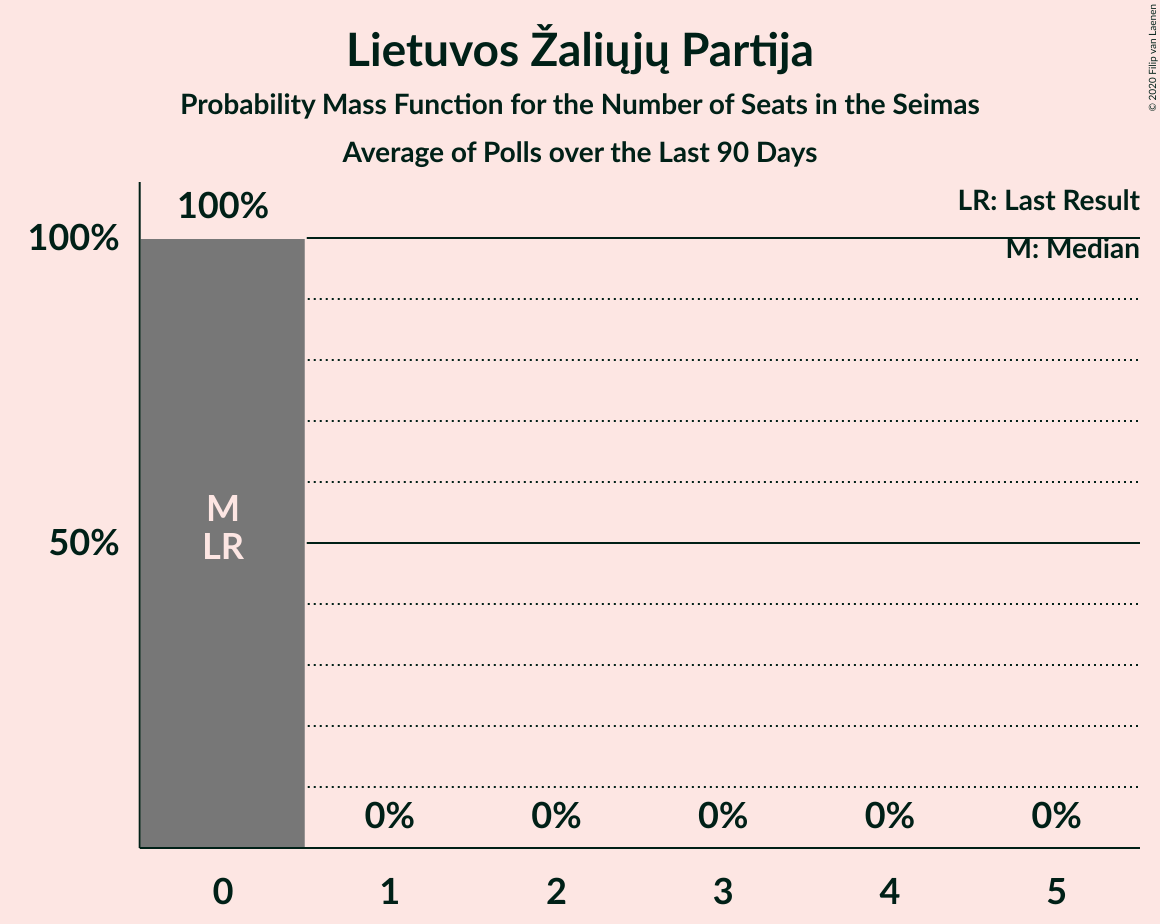 Lietuvos Žaliųjų Partija
Probability Mass Function for the Number of Seats in the Seimas
Average of Polls over the Last 90 Days
© 2020 Filip van Laenen
LR: Last Result
M: Median
100%
100%
50%
M
LR
0% 0% 0% 0% 0%
0 1 2 3 4 5